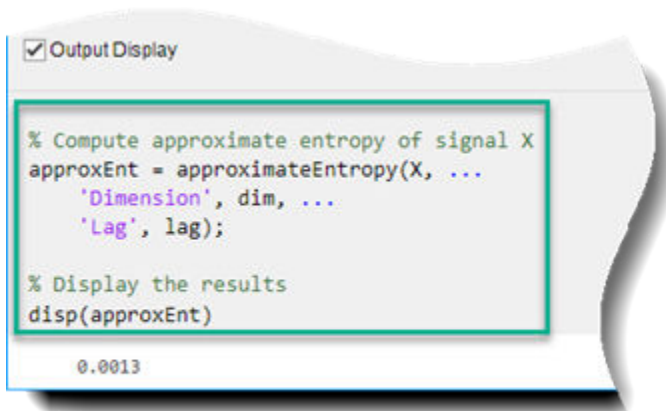 Output Display
% Compute approximate entropy of signal X
approxEnt = approximateEntropy(X, ...
'Dimension', dim, ...
'Lag', lag);
% Display the results
disp(approxEnt)
0.0013